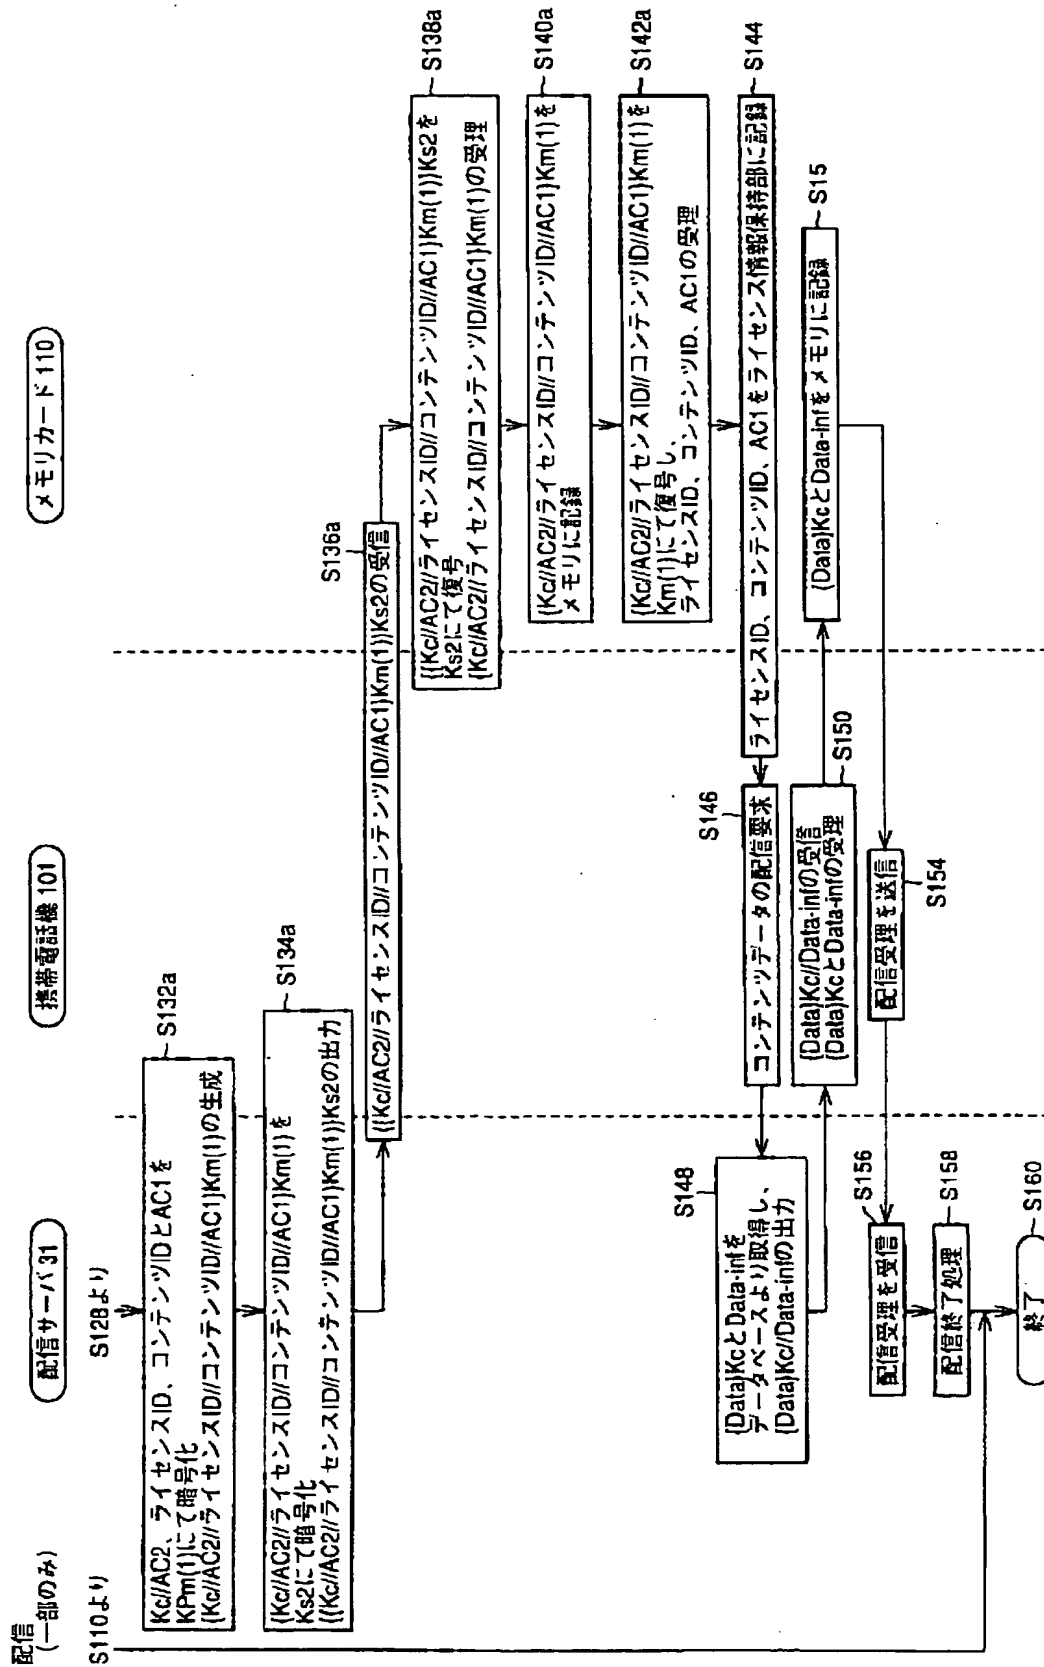 配信
(一部のみ)
配信サーバ31
携帯電話機101
メモリカード110
S110より
S128より
S132a
Kc//AC2、ライセンスID、コンテンツIDとAC1を
KPm(1)にて暗号化
{Kc//AC2//ライセンスID//コンテンツID//AC1}Km(1)の生成
S134a
{Kc//AC2//ライセンスID//コンテンツID//AC1}Km(1)を
Ks2にて暗号化
{{Kc//AC2//ライセンスID//コンテンツID//AC1}Km(1)}Ks2の出力
S136a
{{Kc//AC2//ライセンスID//コンテンツID//AC1}Km(1)}Ks2の受信
S138a
{{Kc//AC2//ライセンスID//コンテンツID//AC1}Km(1)}Ks2を
Ks2にて復号
{Kc//AC2//ライセンスID//コンテンツID//AC1}Km(1)の受理
S140a
{Kc//AC2//ライセンスID//コンテンツID//AC1}Km(1)を
メモリに記録
S142a
{Kc//AC2//ライセンスID//コンテンツID//AC1}Km(1)を
Km(1)にて復号し、
ライセンスID、コンテンツID、AC1の受理
S144
ライセンスID、コンテンツID、AC1をライセンス情報保持部に記録
S146
コンテンツデータの配信要求
S148
{Data}KcとData-infを
データベースより取得し、
{Data}Kc//Data-infの出力
S150
{Data}Kc//Data-infの受信
{Data}KcとData-infの受理
S15
{Data}KcとData-infをメモリに記録
S154
配信受理を送信
S156
配信受理を受信
S158
配信終了処理
S160
終了